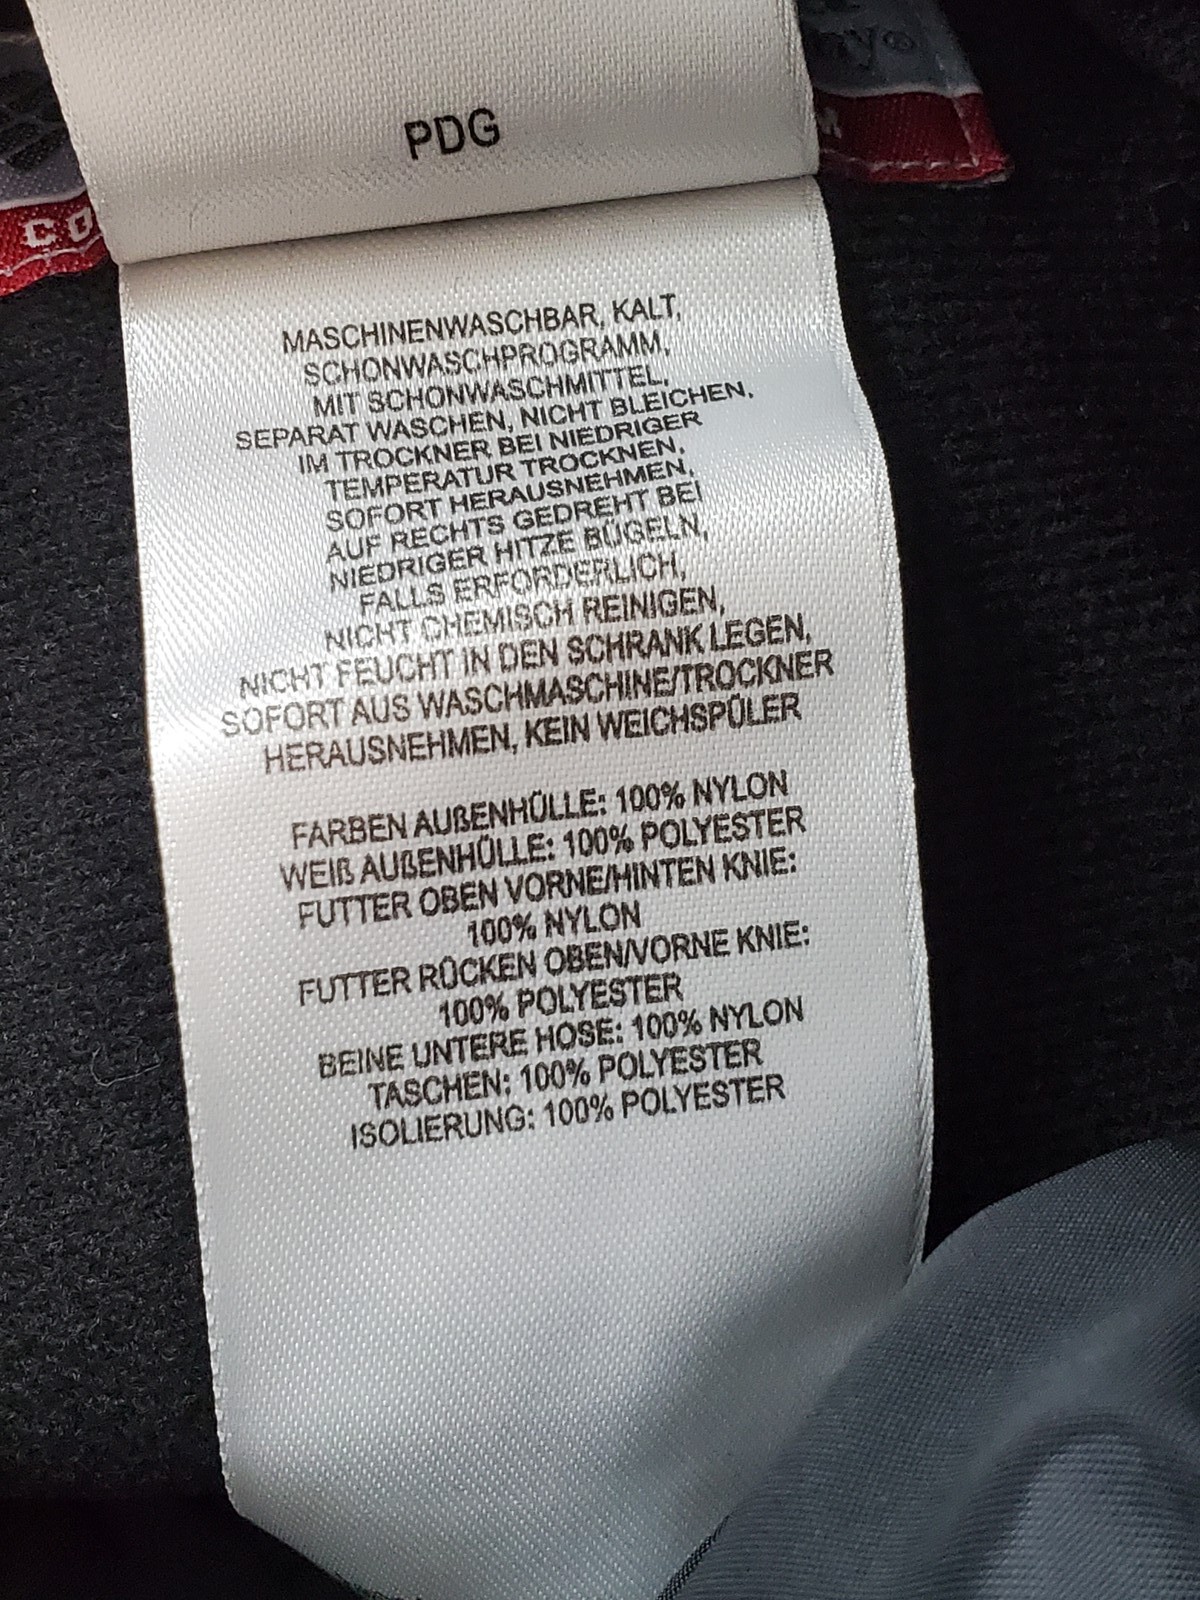 ny®
PDG
CO
MASCHINENWASCHBAR, KALT,
SCHONWASCHPROGRAMM,
MIT SCHONWASCHMITTEL,
SEPARAT WASCHEN, NICHT BLEICHEN,
IM TROCKNER BEI NIEDRIGER
TEMPERATUR TROCKNEN,
SOFORT HERAUSNEHMEN,
AUF RECHTS GEDREHT BEI
NIEDRIGER HITZE BÜGELN,
FALLS ERFORDERLICH,
NICHT CHEMISCH REINIGEN,
NICHT FEUCHT IN DEN SCHRANK LEGEN,
SOFORT AUS WASCHMASCHINE/TROCKNER
HERAUSNEHMEN, KEIN WEICHSPÜLER
FARBEN AUßENHÜLLE: 100% NYLON
WEIß AUßENHÜLLE: 100% POLYESTER
FUTTER OBEN VORNE/HINTEN KNIE:
100% NYLON
FUTTER RÜCKEN OBEN/VORNE KNIE:
100% POLYESTER
BEINE UNTERE HOSE: 100% NYLON
TASCHEN: 100% POLYESTER
ISOLIERUNG: 100% POLYESTER